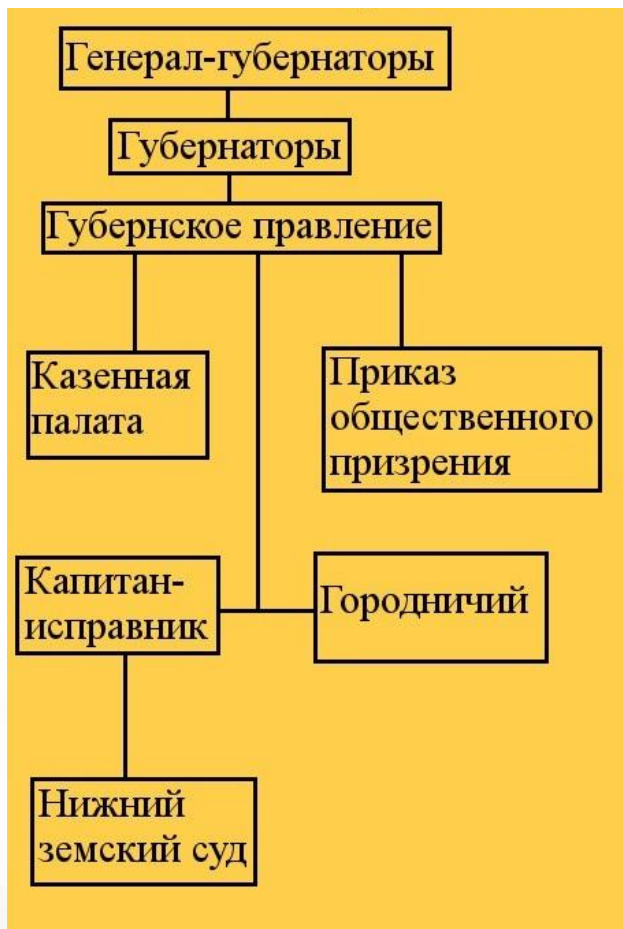 Генерал-губернаторы
Губернаторы
Губернское правление
Казенная
палата
Приказ
общественного
призрения
Капитан-
исправник
Городничий
Нижний
земский суд